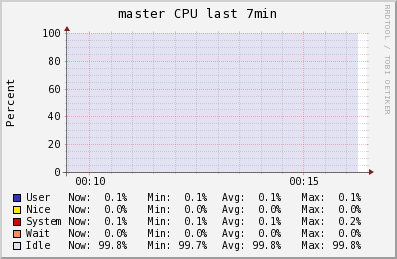 master CPU last 7min
RRDTOOL / TOBI OETIKER
Percent
100
80
60
40
20
0
00:10 00:15
User Now: 0.1% Min: 0.1% Avg: 0.1% Max: 0.1%
Nice Now: 0.0% Min: 0.0% Avg: 0.0% Max: 0.0%
System Now: 0.1% Min: 0.1% Avg: 0.1% Max: 0.2%
Wait Now: 0.0% Min: 0.0% Avg: 0.0% Max: 0.0%
Idle Now: 99.8% Min: 99.7% Avg: 99.8% Max: 99.8%